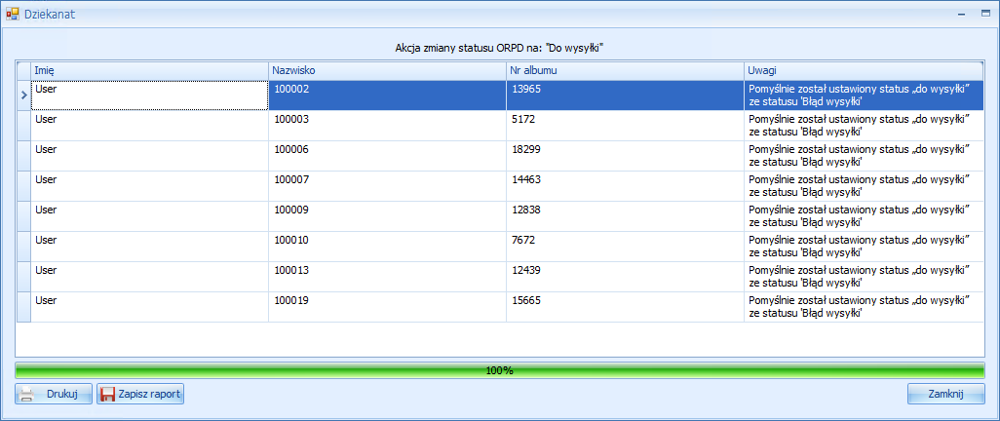 Dziekanat
Akcja zmiany statusu ORPD na: "Do wysyłki"
Imię Nazwisko Nr albumu Uwagi
User 100002 13965 Pomyślnie został ustawiony status „do wysyłki”
ze statusu 'Błąd wysyłki'
User 100003 5172 Pomyślnie został ustawiony status „do wysyłki”
ze statusu 'Błąd wysyłki'
User 100006 18299 Pomyślnie został ustawiony status „do wysyłki”
ze statusu 'Błąd wysyłki'
User 100007 14463 Pomyślnie został ustawiony status „do wysyłki”
ze statusu 'Błąd wysyłki'
User 100009 12838 Pomyślnie został ustawiony status „do wysyłki”
ze statusu 'Błąd wysyłki'
User 100010 7672 Pomyślnie został ustawiony status „do wysyłki”
ze statusu 'Błąd wysyłki'
User 100013 12439 Pomyślnie został ustawiony status „do wysyłki”
ze statusu 'Błąd wysyłki'
User 100019 15665 Pomyślnie został ustawiony status „do wysyłki”
ze statusu 'Błąd wysyłki'
100%
Drukuj Zapisz raport Zamknij